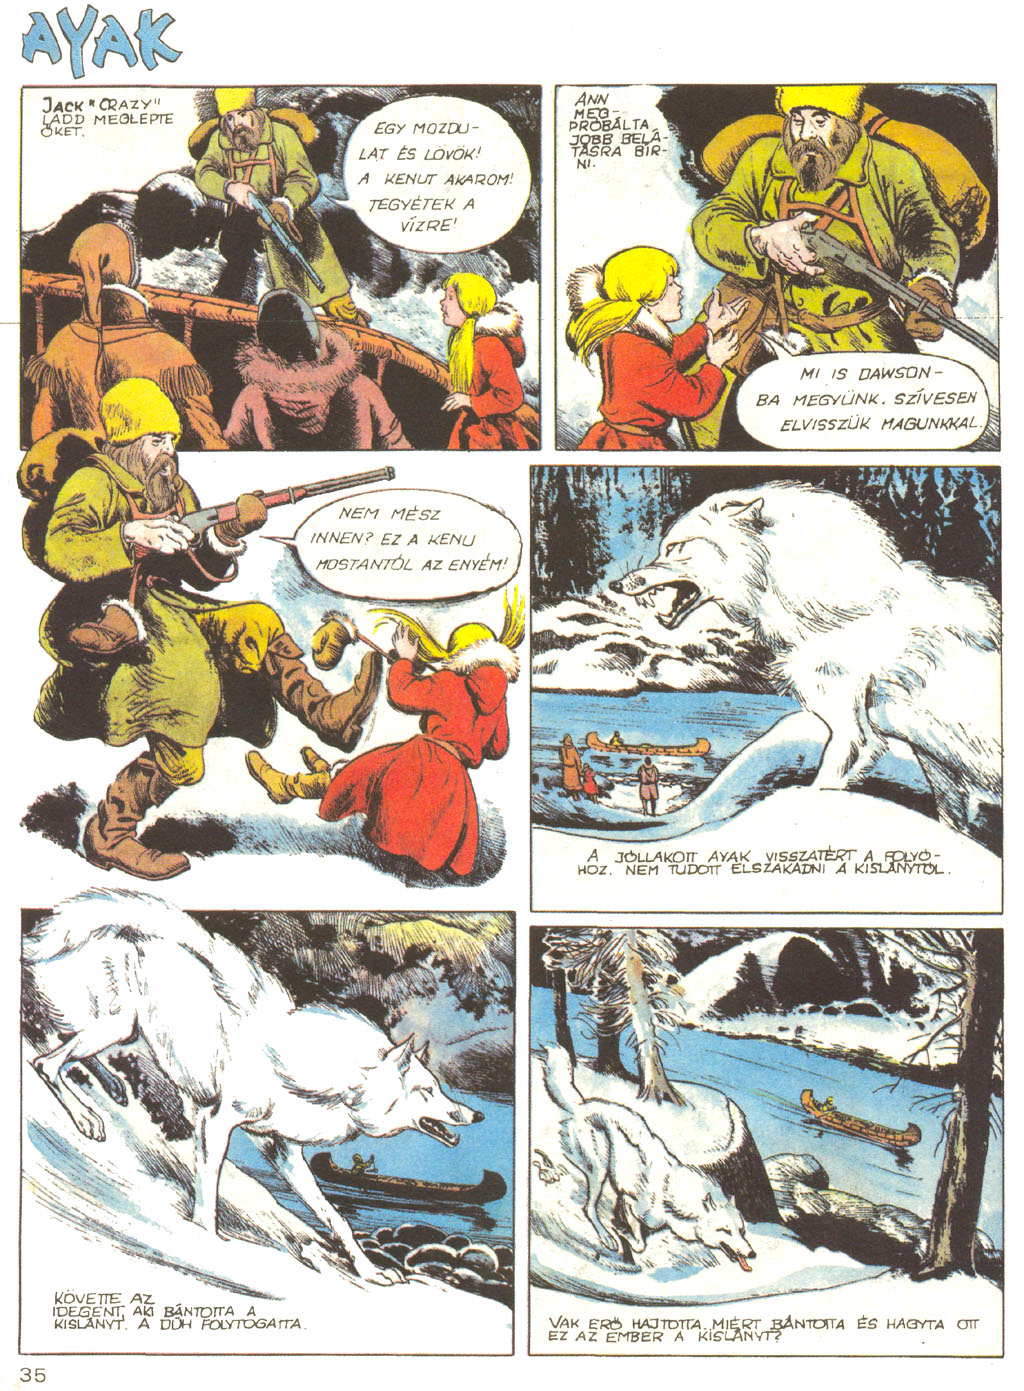 AYAK
JACK "CRAZY"
LADD MEGLEPTE
ŐKET.
EGY MOZDU-
LAT ÉS LÖVÖK!
A KENUT AKAROM!
TEGYÉTEK A
VÍZRE!
ANN
MEG-
PRÓBÁLTA
JOBB BELÁ-
TÁSRA BÍR-
NI.
MI IS DAWSON-
BA MEGYÜNK. SZÍVESEN
ELVISSZÜK MAGUNKKAL.
NEM MÉSZ
INNEN? EZ A KENU
MOSTANTÓL AZ ENYÉM!
A JÓLLAKOTT AYAK VISSZATÉRT A FOLYÓ-
HOZ. NEM TUDOTT ELSZAKADNI A KISLÁNYTÓL.
KÖVETTE AZ
IDEGENT, AKI BÁNTOTTA A
KISLÁNYT. A DÜH FOLYTOGATTA.
VAK ERŐ HAJTOTTA. MIÉRT BÁNTOTTA ÉS HAGYTA OTT
EZ AZ EMBER A KISLÁNYT?
35